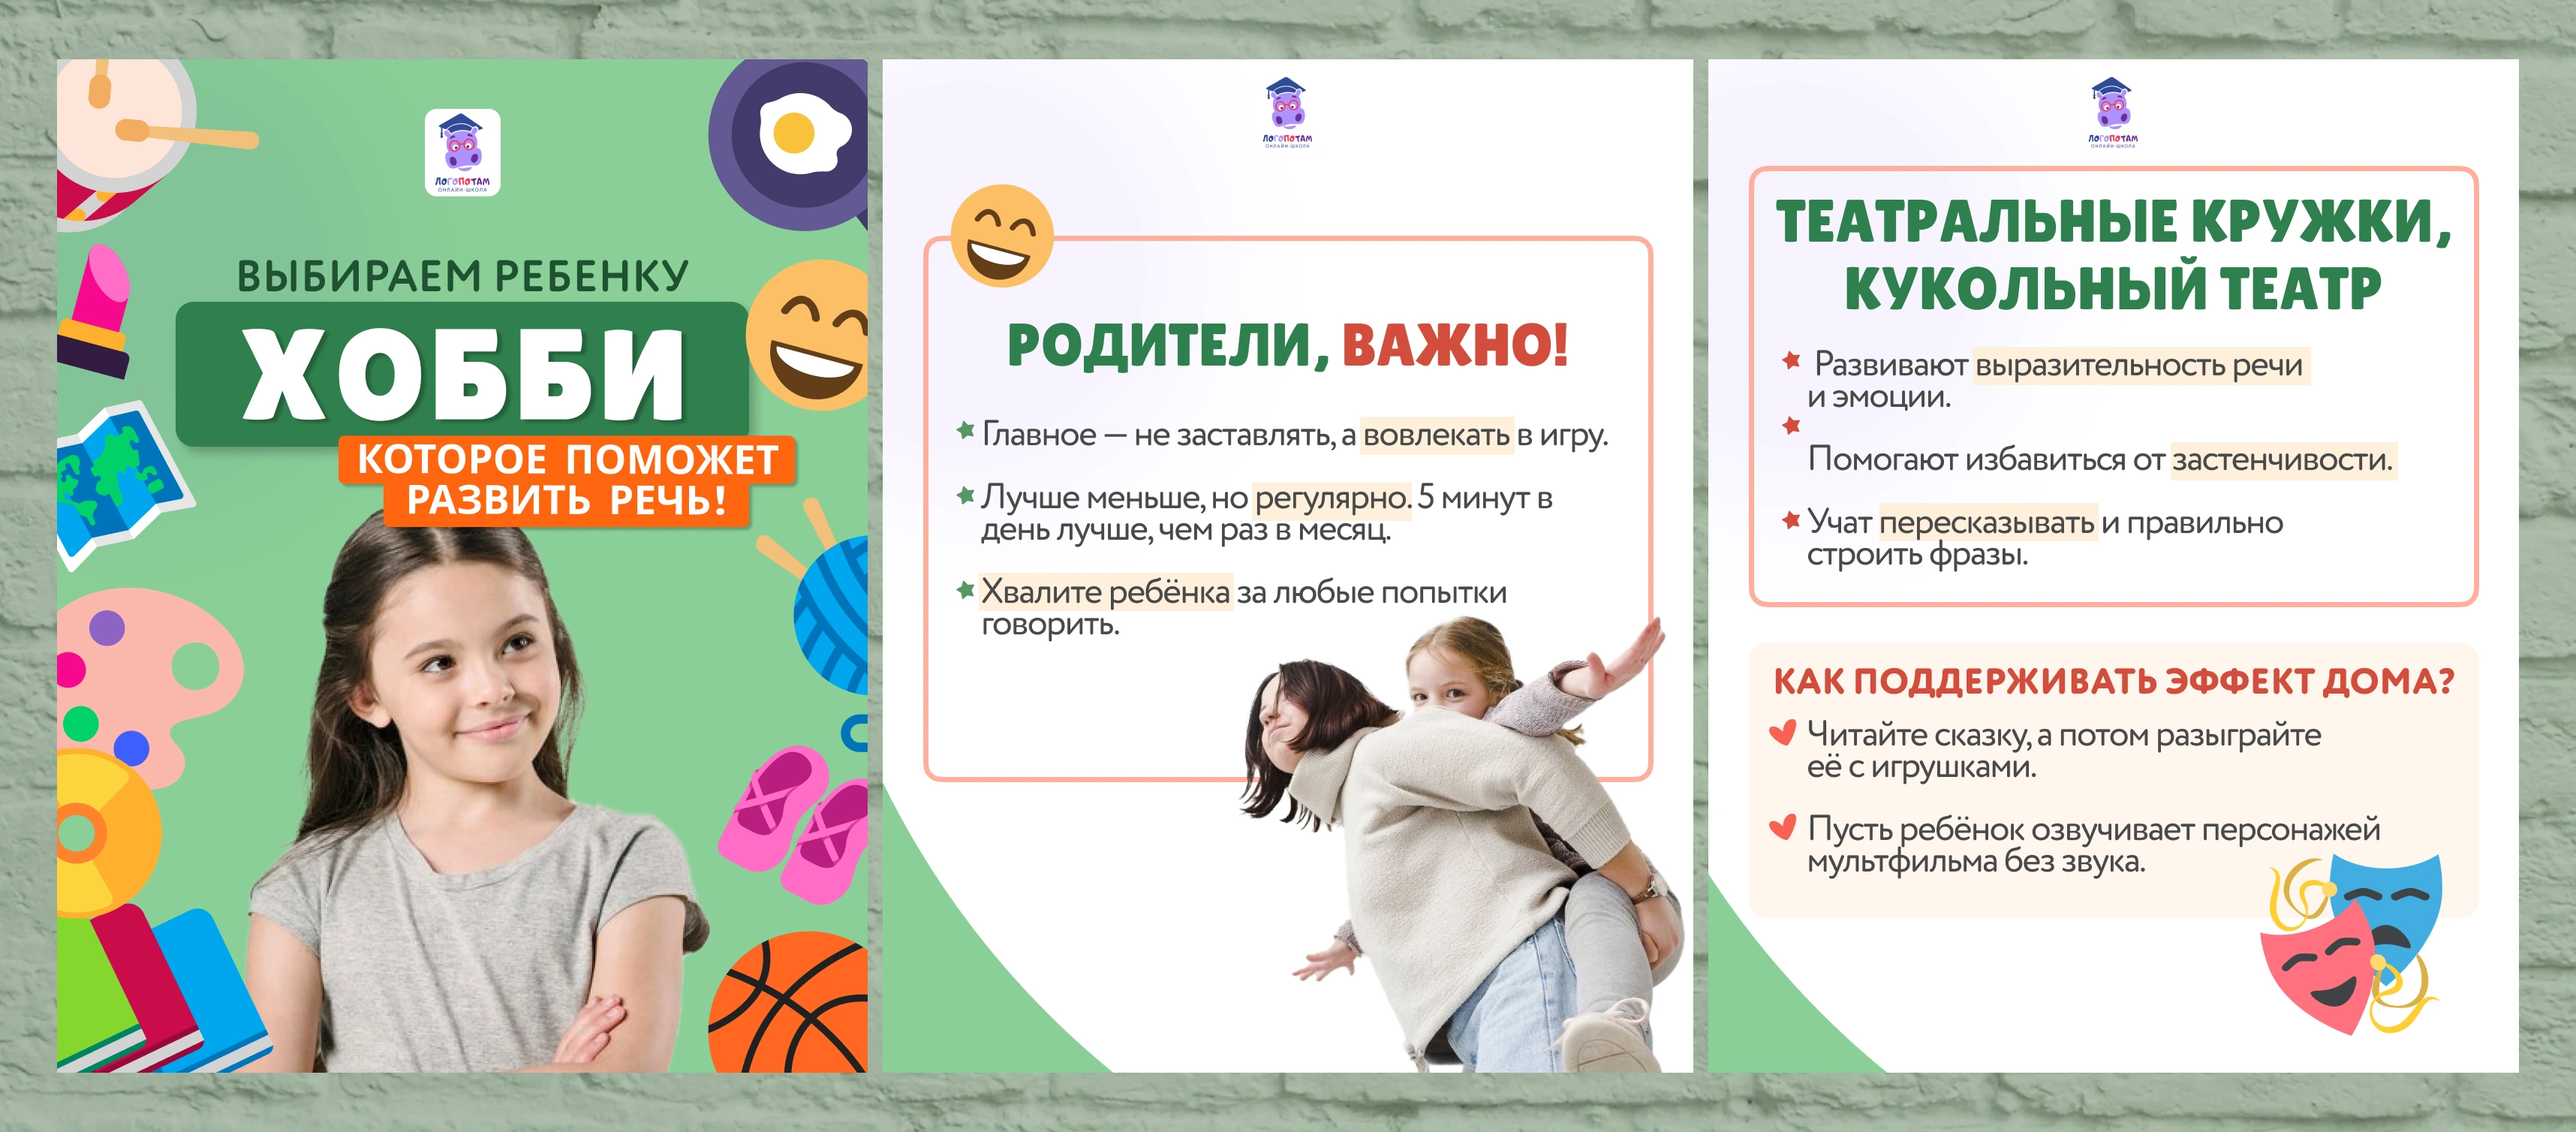 ЛОГОПОТАМ
ОНЛАЙН-ШКОЛА
ВЫБИРАЕМ РЕБЕНКУ
ХОББИ
КОТОРОЕ ПОМОЖЕТ
РАЗВИТЬ РЕЧЬ!
ЛОГОПОТАМ
ОНЛАЙН-ШКОЛА
РОДИТЕЛИ, ВАЖНО!
Главное — не заставлять, а вовлекать в игру.
Лучше меньше, но регулярно. 5 минут в
день лучше, чем раз в месяц.
Хвалите ребёнка за любые попытки
говорить.
ЛОГОПОТАМ
ОНЛАЙН-ШКОЛА
ТЕАТРАЛЬНЫЕ КРУЖКИ,
КУКОЛЬНЫЙ ТЕАТР
Развивают выразительность речи
и эмоции.
Помогают избавиться от застенчивости.
Учат пересказывать и правильно
строить фразы.
КАК ПОДДЕРЖИВАТЬ ЭФФЕКТ ДОМА?
Читайте сказку, а потом разыграйте
её с игрушками.
Пусть ребёнок озвучивает персонажей
мультфильма без звука.